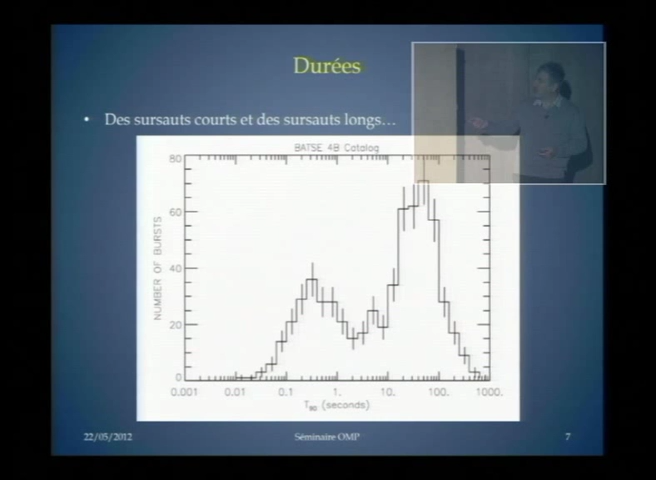 Durées
• Des sursauts courts et des sursauts longs...
BATSE 4B Catalog
80
60
40
20
0
NUMBER OF BURSTS
0.001 0.01 0.1 1. 10. 100. 1000.
T90 (seconds)
22/05/2012 Séminaire OMP 7